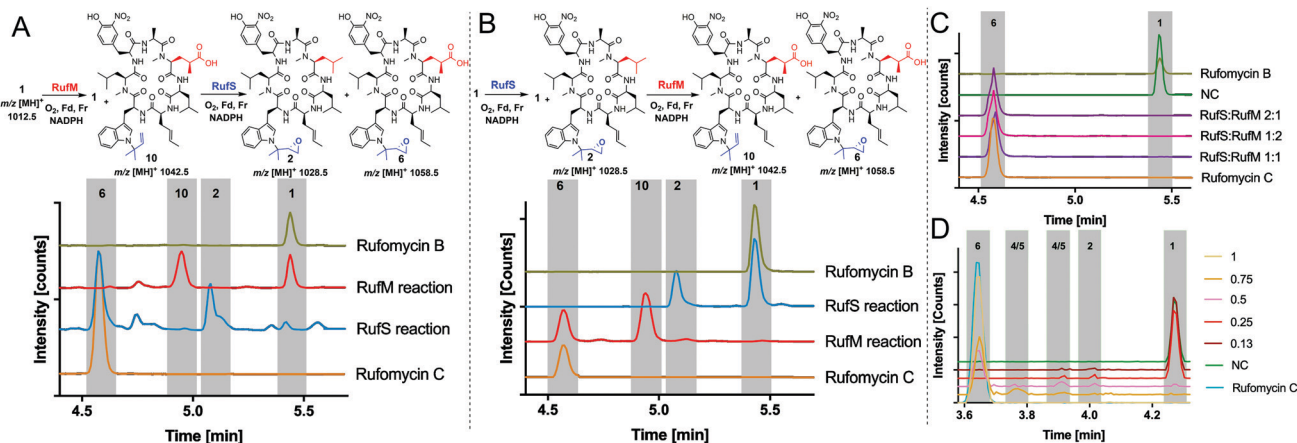 A
1
m/z [MH]⁺
1012.5
RufM
O₂, Fd, Fr
NADPH
1 +
10
m/z [MH]⁺ 1042.5
RufS
O₂, Fd, Fr
NADPH
2
m/z [MH]⁺ 1028.5
+
6
m/z [MH]⁺ 1058.5
HO
NO₂
O
NH
HN
N
OH
6
10
2
1
Rufomycin B
RufM reaction
RufS reaction
Rufomycin C
Intensity [counts]
4.5
5.0
5.5
Time [min]
B
1
RufS
O₂, Fd, Fr
NADPH
1 +
2
m/z [MH]⁺ 1028.5
RufM
O₂, Fd, Fr
NADPH
10
m/z [MH]⁺ 1042.5
+
6
m/z [MH]⁺ 1058.5
6
10
2
1
Rufomycin B
RufS reaction
RufM reaction
Rufomycin C
Intensity [Counts]
4.5
5.0
5.5
Time [min]
C
6
1
Rufomycin B
NC
RufS:RufM 2:1
RufS:RufM 1:2
RufS:RufM 1:1
Rufomycin C
Intensity [counts]
4.5
5.0
5.5
Time [min]
D
6
4/5
4/5
2
1
1
0.75
0.5
0.25
0.13
NC
Rufomycin C
Intensity [Counts]
3.6
3.8
4.0
4.2
Time [min]